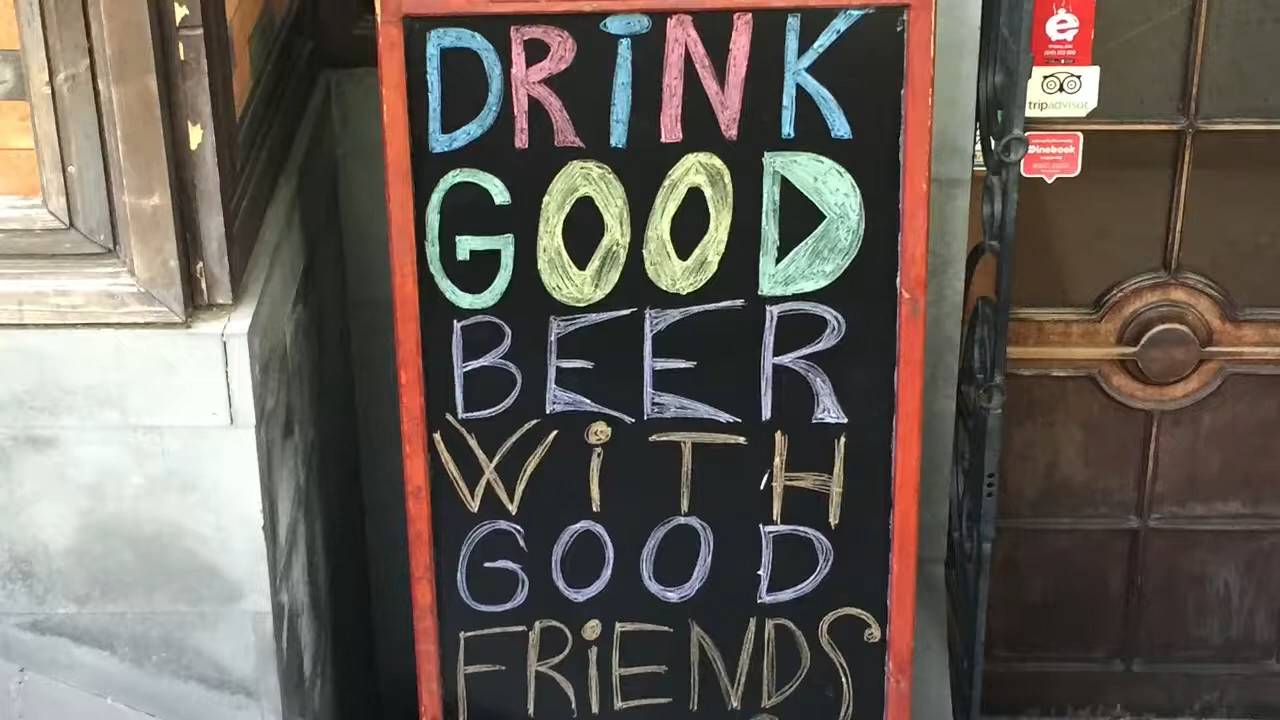 DRiNK
GOOD
BEER
WiTH
GOOD
FRiENDS
e
tripadvisor
Dinebook